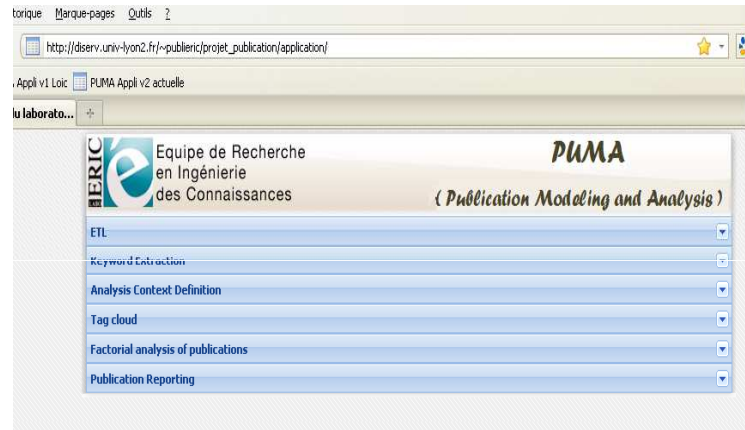 torique Marque-pages Outils ?
http://diserv.univ-lyon2.fr/~publieric/projet_publication/application/
Appli v1 Loic PUMA Appli v2 actuelle
lu laborato...
ERIC
é
Equipe de Recherche
en Ingénierie
des Connaissances
PUMA
( Publication Modeling and Analysis )
ETL
Keyword Extraction
Analysis Context Definition
Tag cloud
Factorial analysis of publications
Publication Reporting